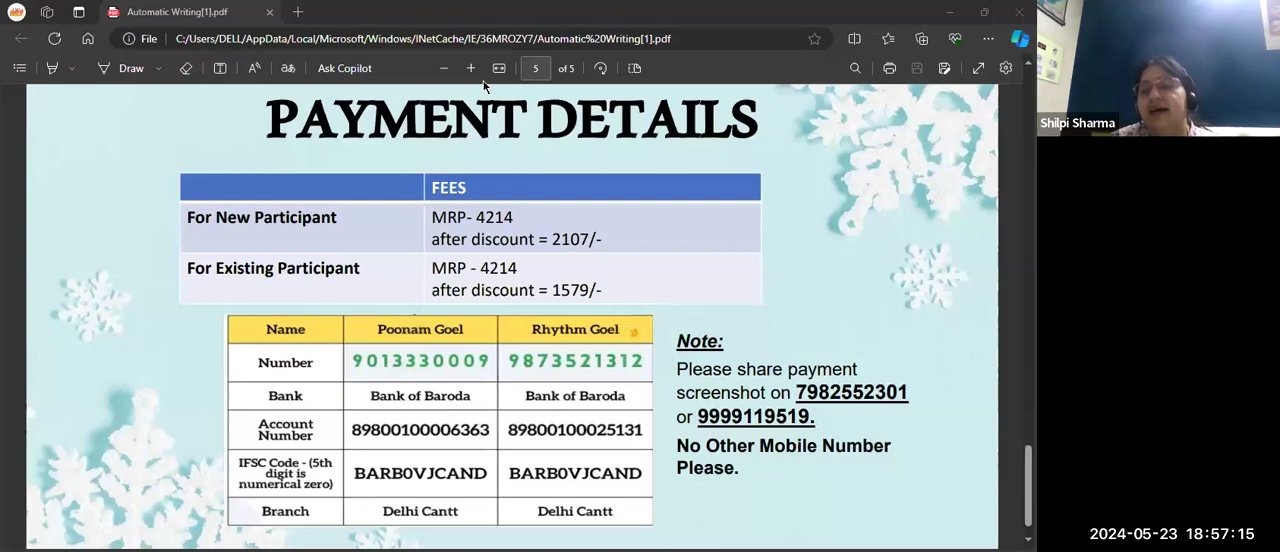 Automatic Writing[1].pdf
File
C:/Users/DELL/AppData/Local/Microsoft/Windows/INetCache/IE/36MROZY7/Automatic%20Writing[1].pdf
Draw
Ask Copilot
5 of 5
PAYMENT DETAILS
FEES
For New Participant
MRP- 4214
after discount = 2107/-
For Existing Participant
MRP - 4214
after discount = 1579/-
Name Poonam Goel Rhythm Goel
Number 9013330009 9873521312
Bank Bank of Baroda Bank of Baroda
Account
Number
89800100006363 89800100025131
IFSC Code - (5th
digit is
numerical zero)
BARB0VJCAND BARB0VJCAND
Branch Delhi Cantt Delhi Cantt
Note:
Please share payment
screenshot on 7982552301
or 9999119519.
No Other Mobile Number
Please.
Shilpi Sharma
2024-05-23 18:57:15